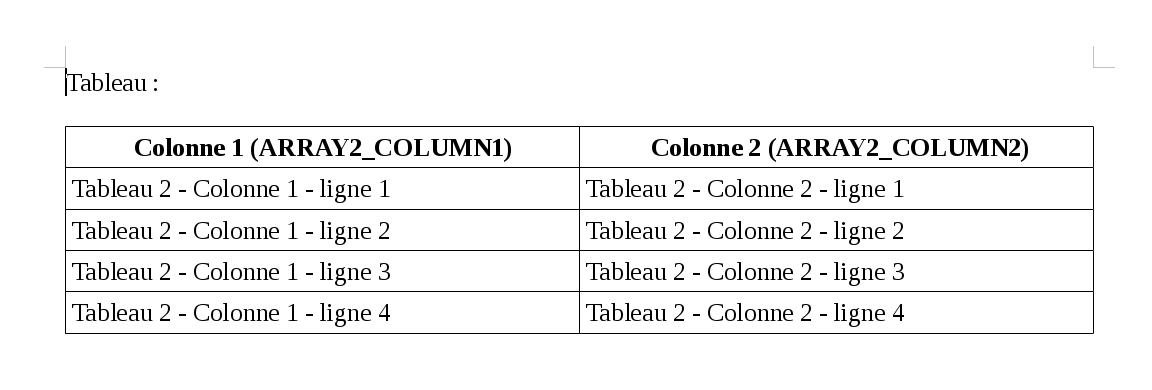 Tableau :
Colonne 1 (ARRAY2_COLUMN1) Colonne 2 (ARRAY2_COLUMN2)
Tableau 2 - Colonne 1 - ligne 1 Tableau 2 - Colonne 2 - ligne 1
Tableau 2 - Colonne 1 - ligne 2 Tableau 2 - Colonne 2 - ligne 2
Tableau 2 - Colonne 1 - ligne 3 Tableau 2 - Colonne 2 - ligne 3
Tableau 2 - Colonne 1 - ligne 4 Tableau 2 - Colonne 2 - ligne 4